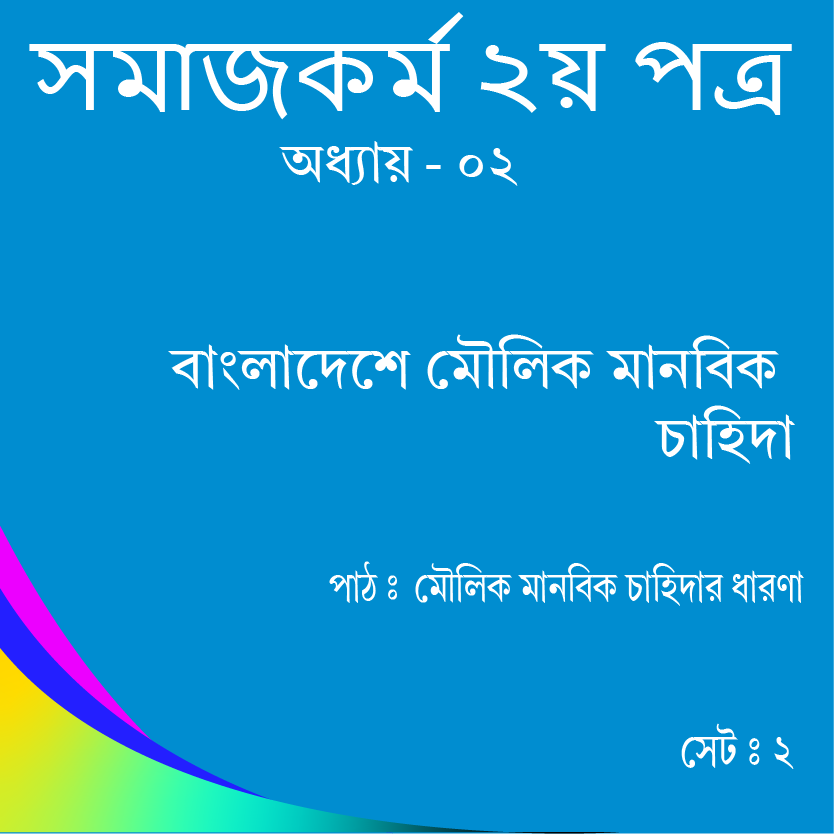 সমাজকর্ম ২য় পত্র
অধ্যায় - ০২
বাংলাদেশে মৌলিক মানবিক
চাহিদা
পাঠ ঃ মৌলিক মানবিক চাহিদার ধারণা
সেট ঃ ২